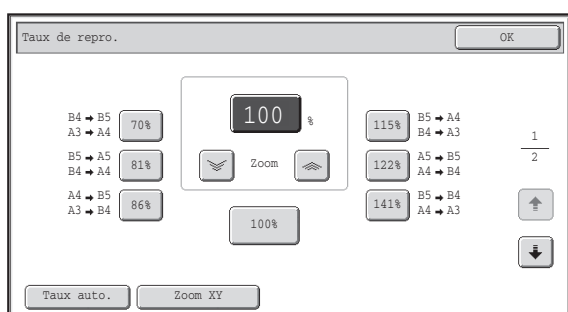 Taux de repro.
OK
B4 → B5
A3 → A4
70%
B5 → A5
B4 → A4
81%
A4 → B5
A3 → B4
86%
100 %
Zoom
100%
115%
B5 → A4
B4 → A3
122%
A5 → B5
A4 → B4
141%
B5 → B4
A4 → A3
1
2
Taux auto.
Zoom XY